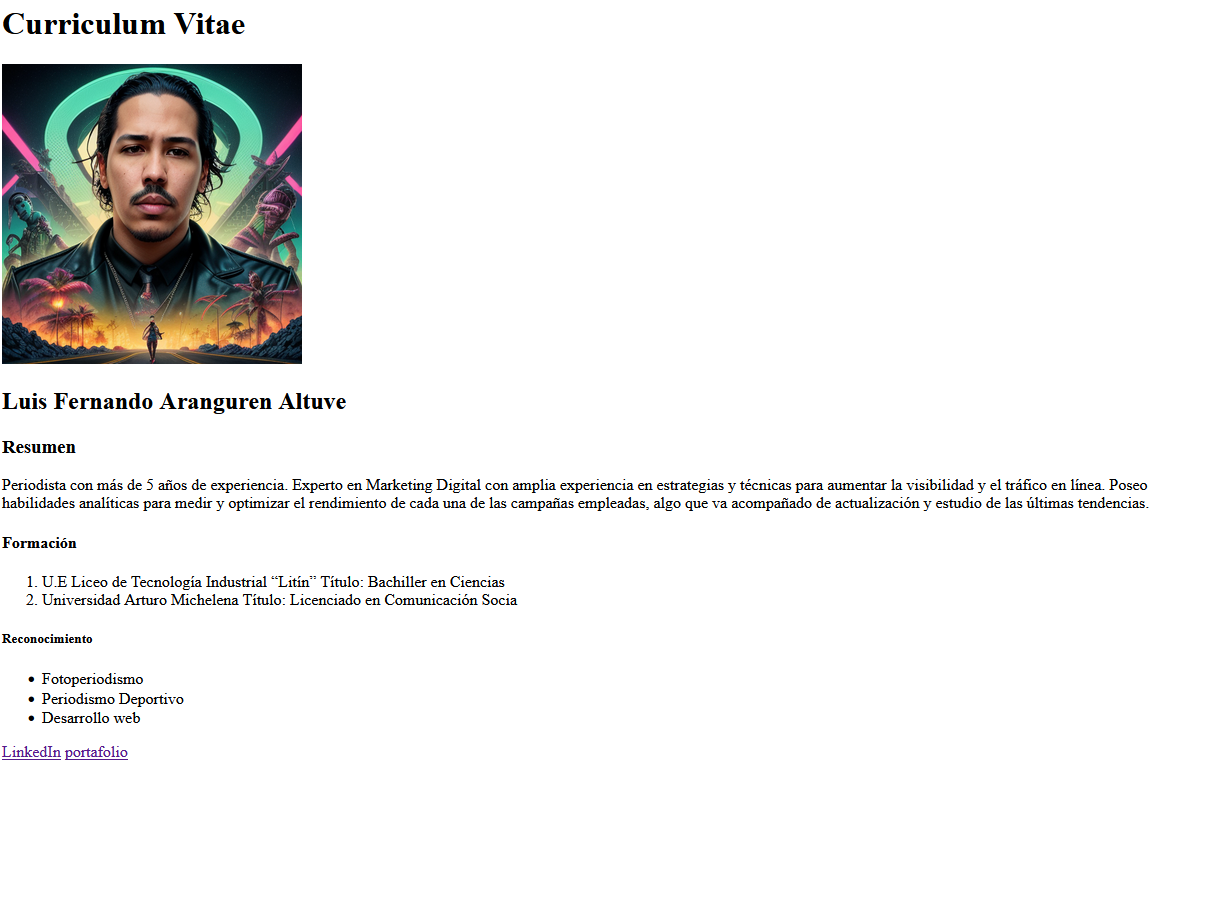 Curriculum Vitae
Luis Fernando Aranguren Altuve
Resumen
Periodista con más de 5 años de experiencia. Experto en Marketing Digital con amplia experiencia en estrategias y técnicas para aumentar la visibilidad y el tráfico en línea. Poseo
habilidades analíticas para medir y optimizar el rendimiento de cada una de las campañas empleadas, algo que va acompañado de actualización y estudio de las últimas tendencias.
Formación
1. U.E Liceo de Tecnología Industrial “Litín” Título: Bachiller en Ciencias
2. Universidad Arturo Michelena Título: Licenciado en Comunicación Socia
Reconocimiento
• Fotoperiodismo
• Periodismo Deportivo
• Desarrollo web
LinkedIn portafolio